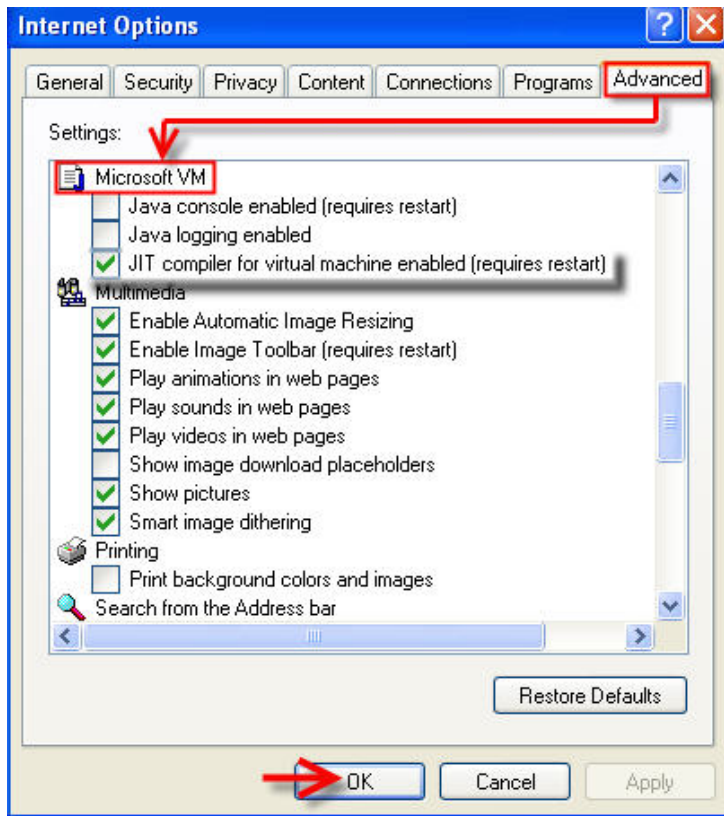 Internet Options
General Security Privacy Content Connections Programs Advanced
Settings:
Microsoft VM
Java console enabled (requires restart)
Java logging enabled
JIT compiler for virtual machine enabled (requires restart)
Multimedia
Enable Automatic Image Resizing
Enable Image Toolbar (requires restart)
Play animations in web pages
Play sounds in web pages
Play videos in web pages
Show image download placeholders
Show pictures
Smart image dithering
Printing
Print background colors and images
Search from the Address bar
Restore Defaults
OK Cancel Apply